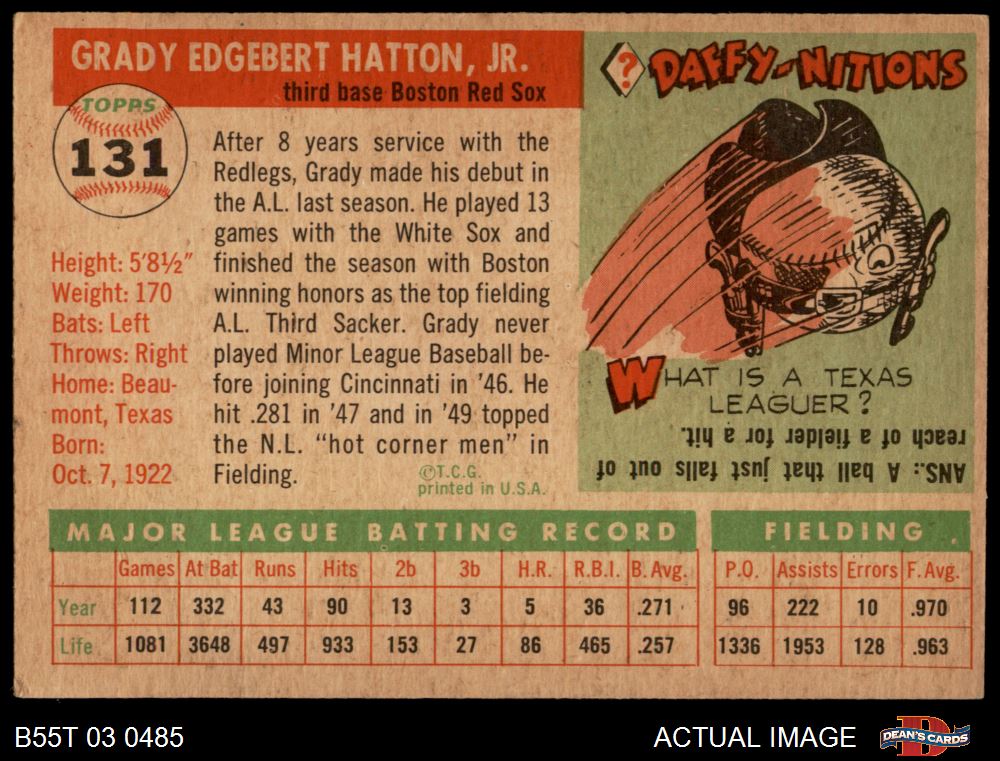 GRADY EDGEBERT HATTON, JR.
third base Boston Red Sox
TOPPS
131
Height: 5'8½"
Weight: 170
Bats: Left
Throws: Right
Home: Beau-
mont, Texas
Born:
Oct. 7, 1922
After 8 years service with the
Redlegs, Grady made his debut in
the A.L. last season. He played 13
games with the White Sox and
finished the season with Boston
winning honors as the top fielding
A.L. Third Sacker. Grady never
played Minor League Baseball be-
fore joining Cincinnati in '46. He
hit .281 in '47 and in '49 topped
the N.L. "hot corner men" in
Fielding.
©T.C.G.
printed in U.S.A.
? DAFFY-NITIONS
WHAT IS A TEXAS
LEAGUER?
ANS.: A ball that just falls out of
reach of a fielder for a hit.
MAJOR LEAGUE BATTING RECORD FIELDING
Games At Bat Runs Hits 2b 3b H.R. R.B.I. B. Avg. P.O. Assists Errors F. Avg.
Year 112 332 43 90 13 3 5 36 .271 96 222 10 .970
Life 1081 3648 497 933 153 27 86 465 .257 1336 1953 128 .963
B55T 03 0485
ACTUAL IMAGE
DEAN'S CARDS